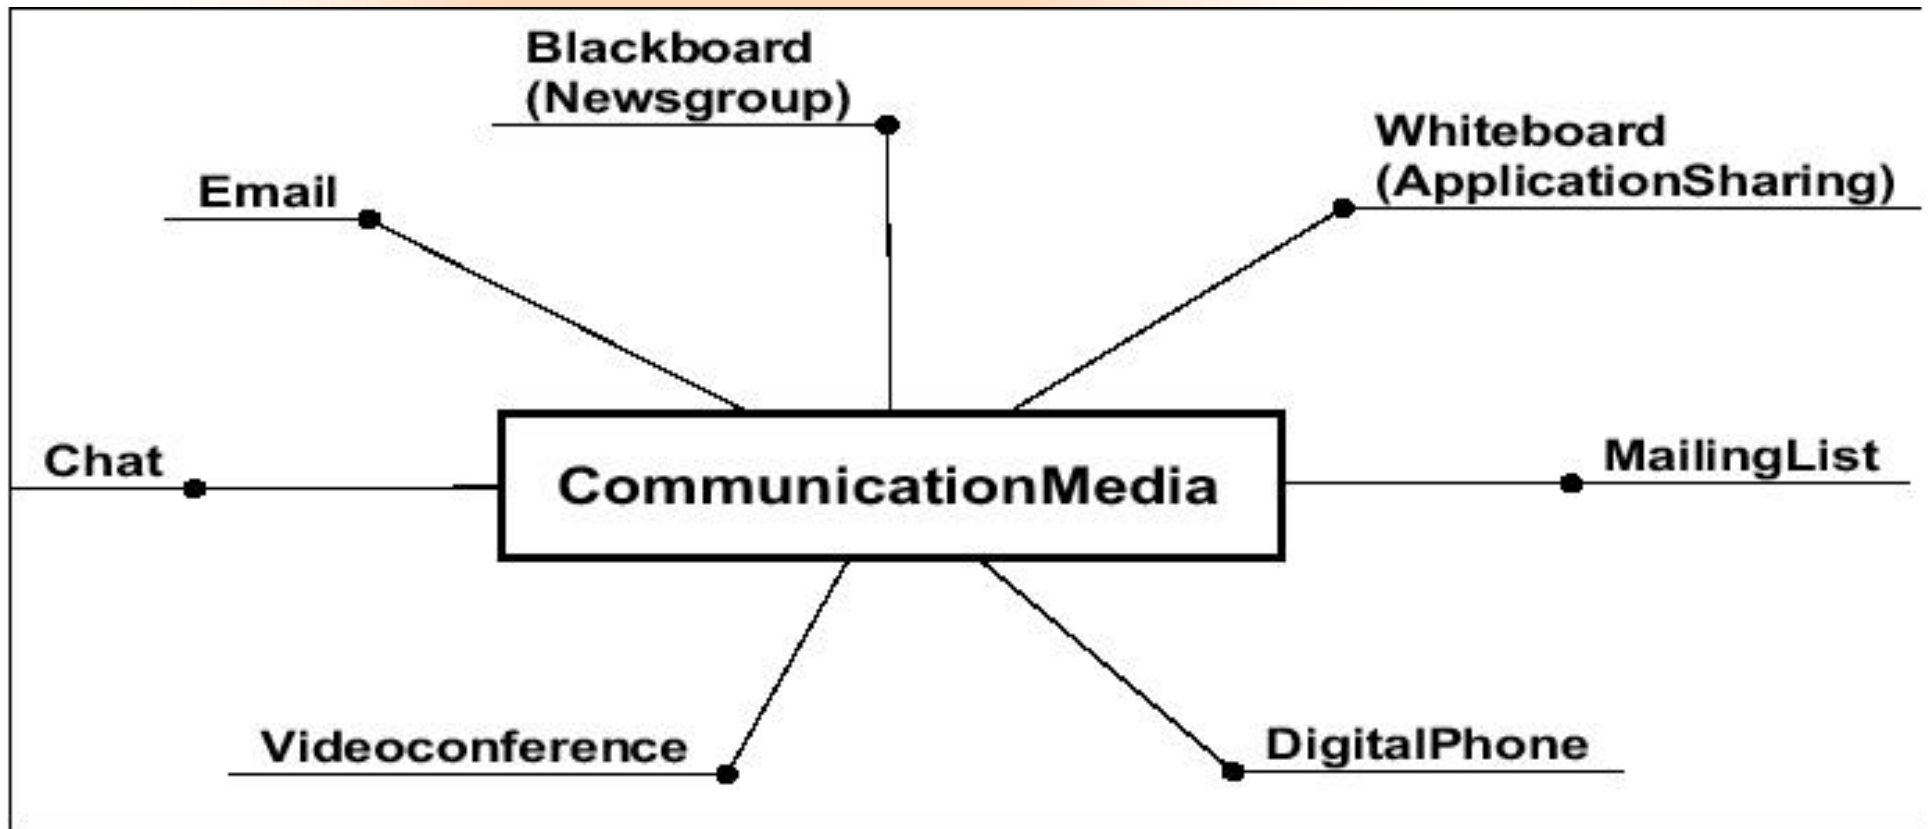 Blackboard
(Newsgroup)
Whiteboard
(ApplicationSharing)
Email
Chat
CommunicationMedia
MailingList
Videoconference
DigitalPhone